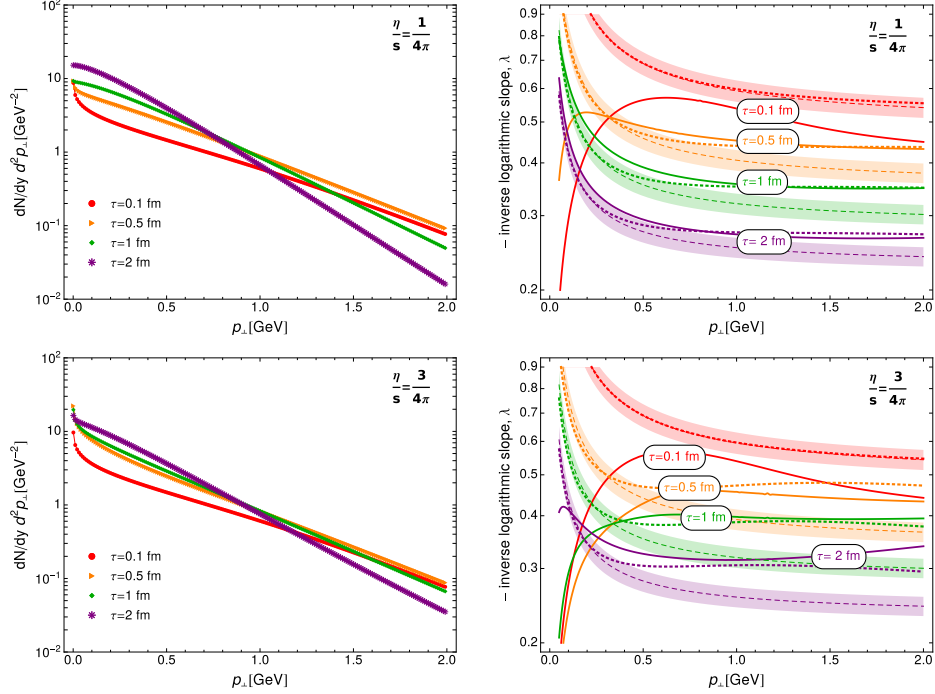 η/s = 1/4π
10²
10
1
10⁻¹
10⁻²
dN/dy d²p⊥[GeV⁻²]
τ=0.1 fm
τ=0.5 fm
τ=1 fm
τ=2 fm
0.0 0.5 1.0 1.5 2.0
p⊥[GeV]
η/s = 1/4π
0.9
0.8
0.7
0.6
0.5
0.4
0.3
0.2
− inverse logarithmic slope, λ
τ=0.1 fm
τ=0.5 fm
τ=1 fm
τ= 2 fm
0.0 0.5 1.0 1.5 2.0
p⊥[GeV]
η/s = 3/4π
10²
10
1
10⁻¹
10⁻²
dN/dy d²p⊥[GeV⁻²]
τ=0.1 fm
τ=0.5 fm
τ=1 fm
τ=2 fm
0.0 0.5 1.0 1.5 2.0
p⊥[GeV]
η/s = 3/4π
0.9
0.8
0.7
0.6
0.5
0.4
0.3
0.2
− inverse logarithmic slope, λ
τ=0.1 fm
τ=0.5 fm
τ=1 fm
τ= 2 fm
0.0 0.5 1.0 1.5 2.0
p⊥[GeV]